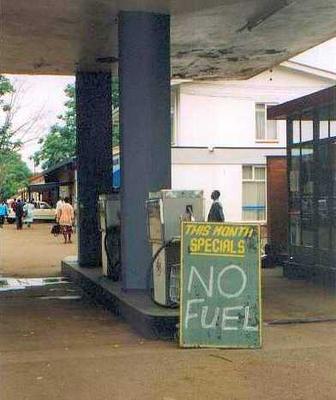 THIS MONTH
SPECIALS
NO
FUEL